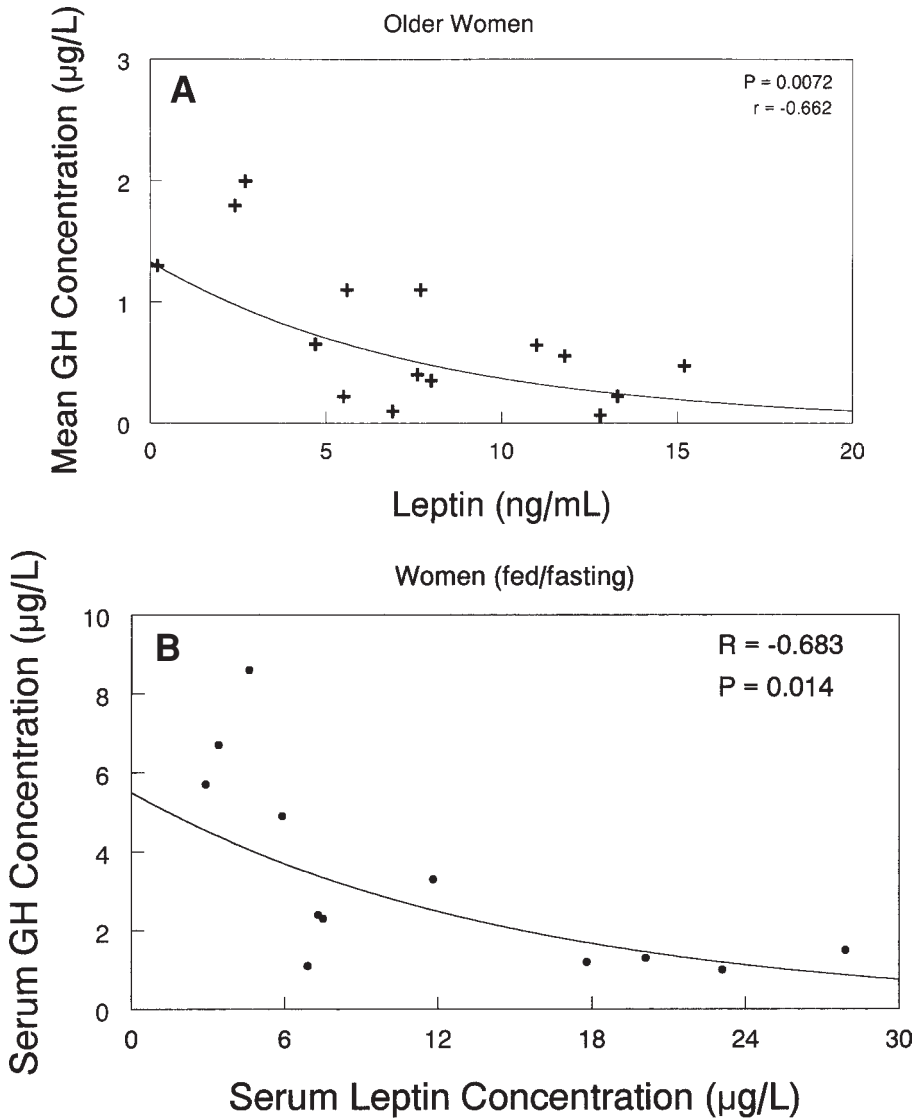 Older Women
A
P = 0.0072
r = -0.662
3
2
1
0
0 5 10 15 20
Mean GH Concentration (µg/L)
Leptin (ng/mL)
Women (fed/fasting)
B
R = -0.683
P = 0.014
10
8
6
4
2
0
0 6 12 18 24 30
Serum GH Concentration (µg/L)
Serum Leptin Concentration (µg/L)